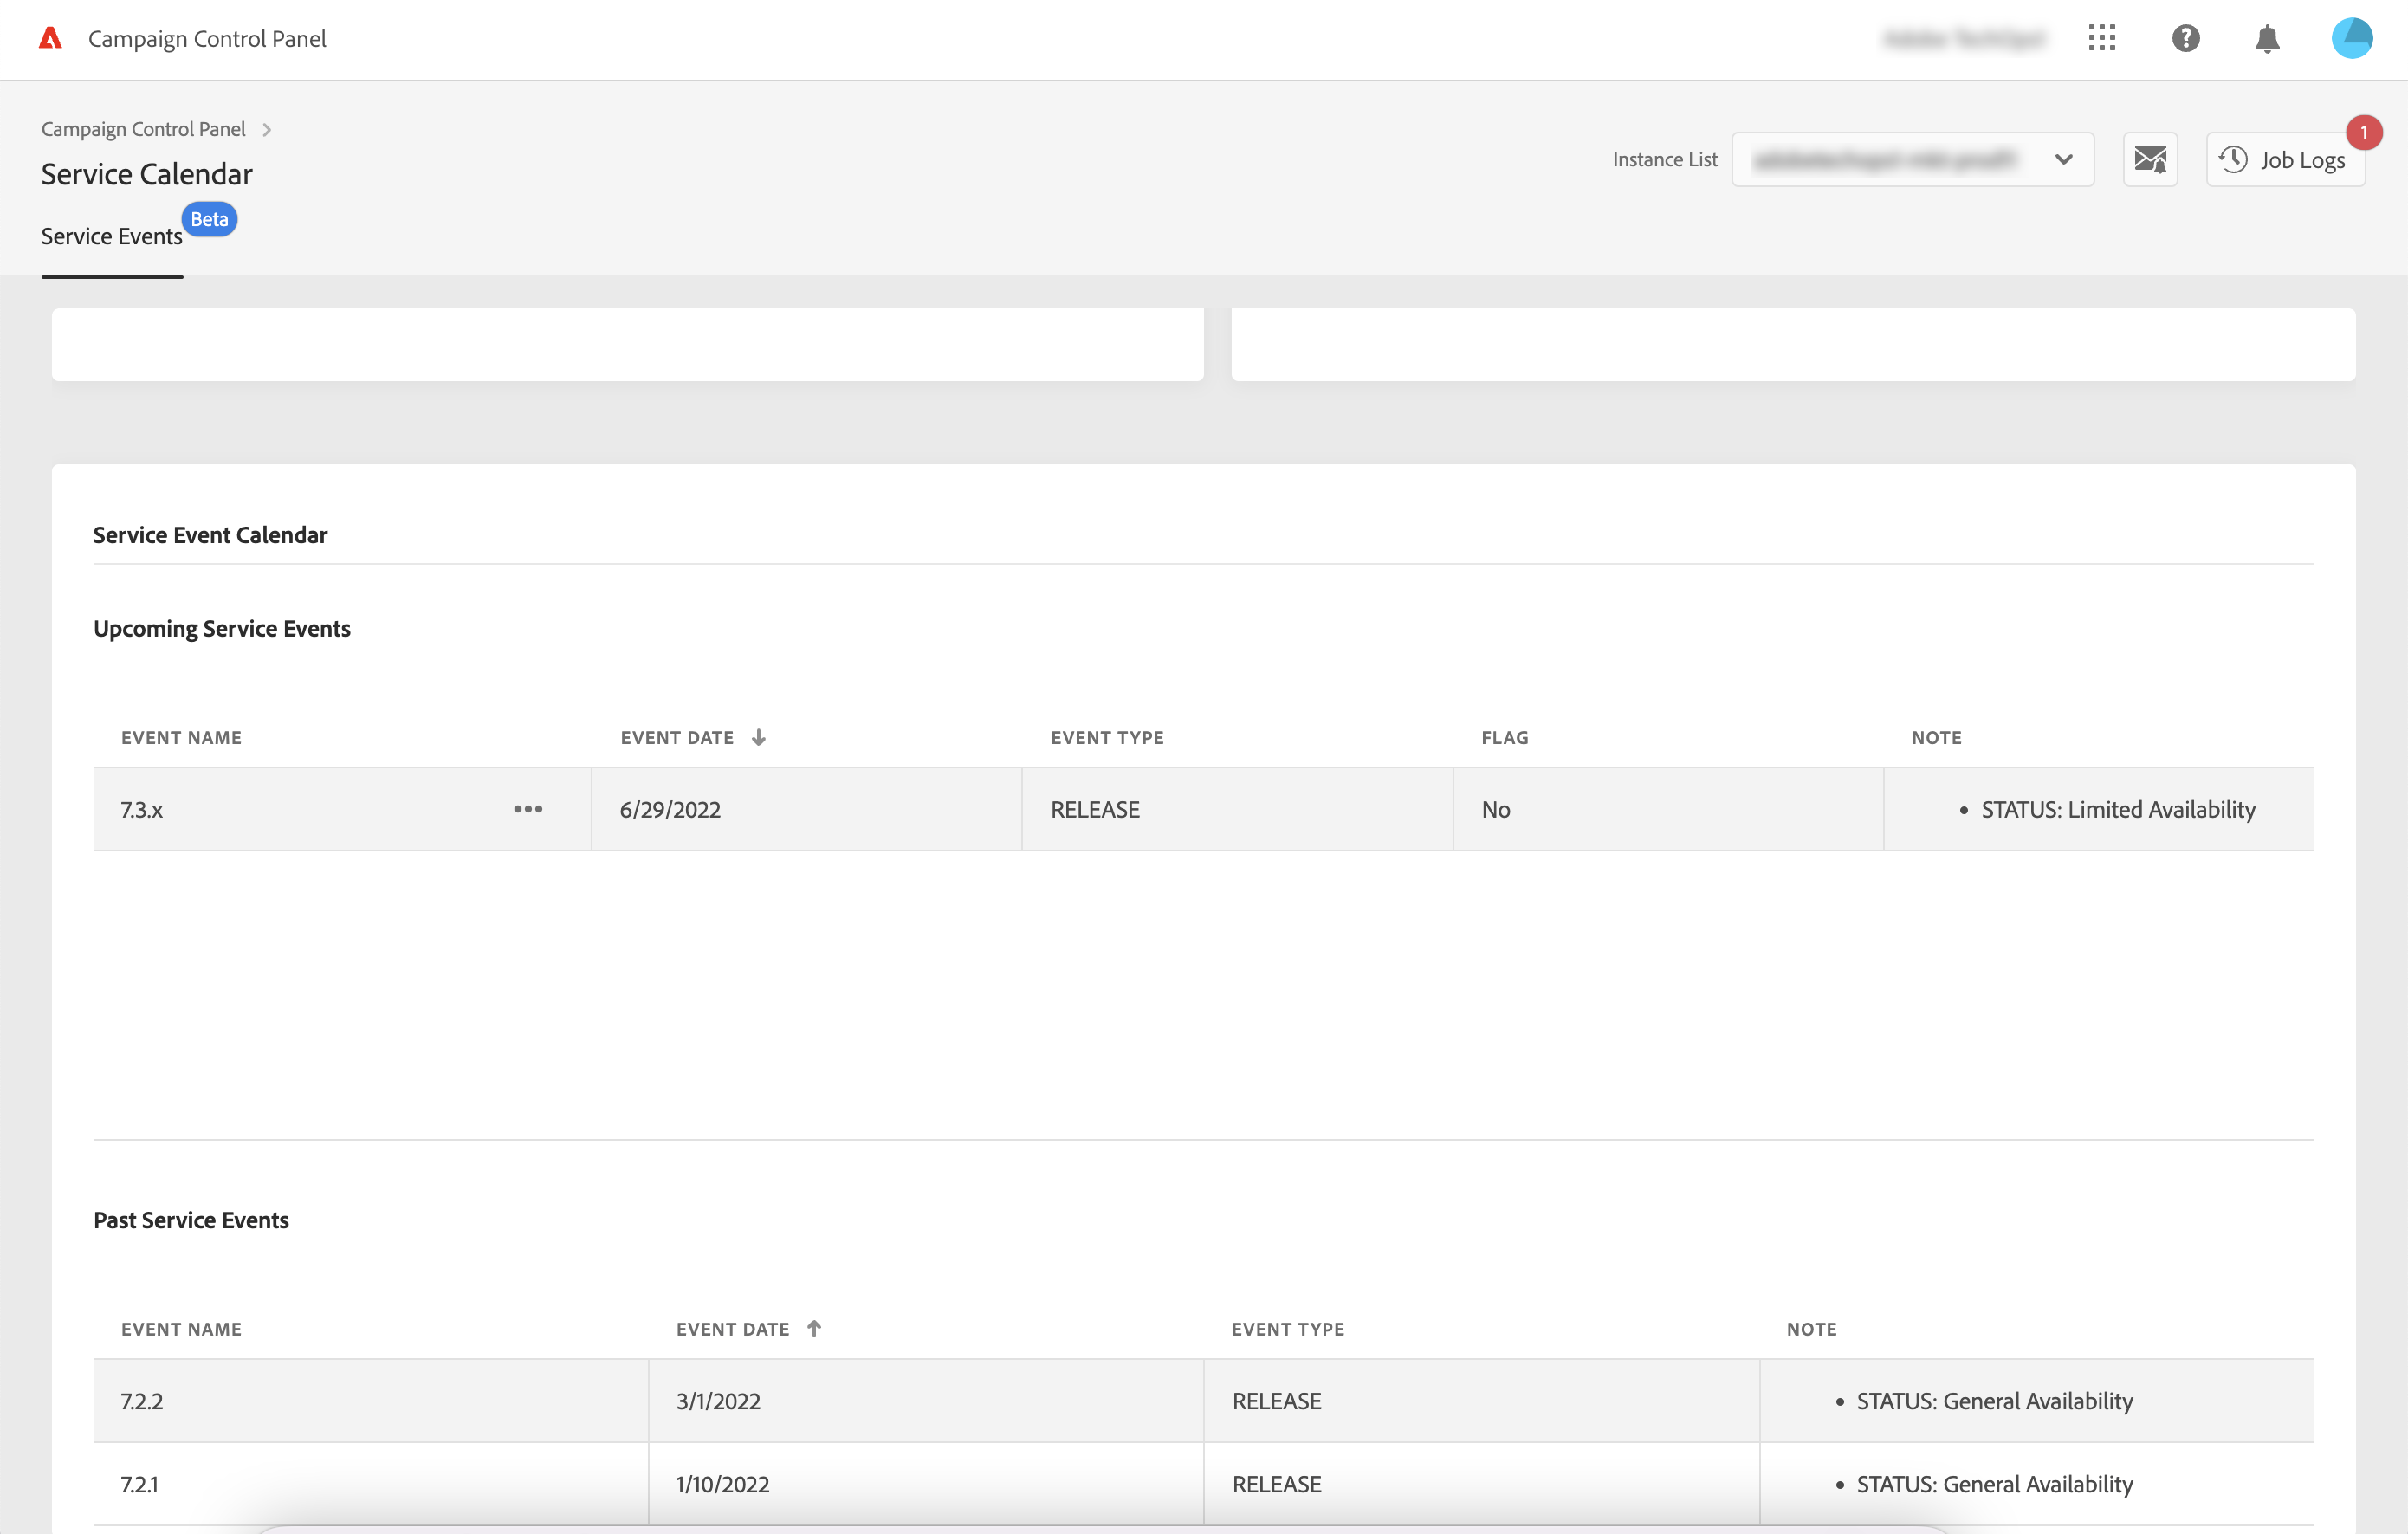 Campaign Control Panel
Campaign Control Panel
Service Calendar
Service Events
Beta
Instance List
Job Logs
1
Service Event Calendar
Upcoming Service Events
EVENT NAME EVENT DATE EVENT TYPE FLAG NOTE
7.3.x 6/29/2022 RELEASE No • STATUS: Limited Availability
Past Service Events
EVENT NAME EVENT DATE EVENT TYPE NOTE
7.2.2 3/1/2022 RELEASE • STATUS: General Availability
7.2.1 1/10/2022 RELEASE • STATUS: General Availability